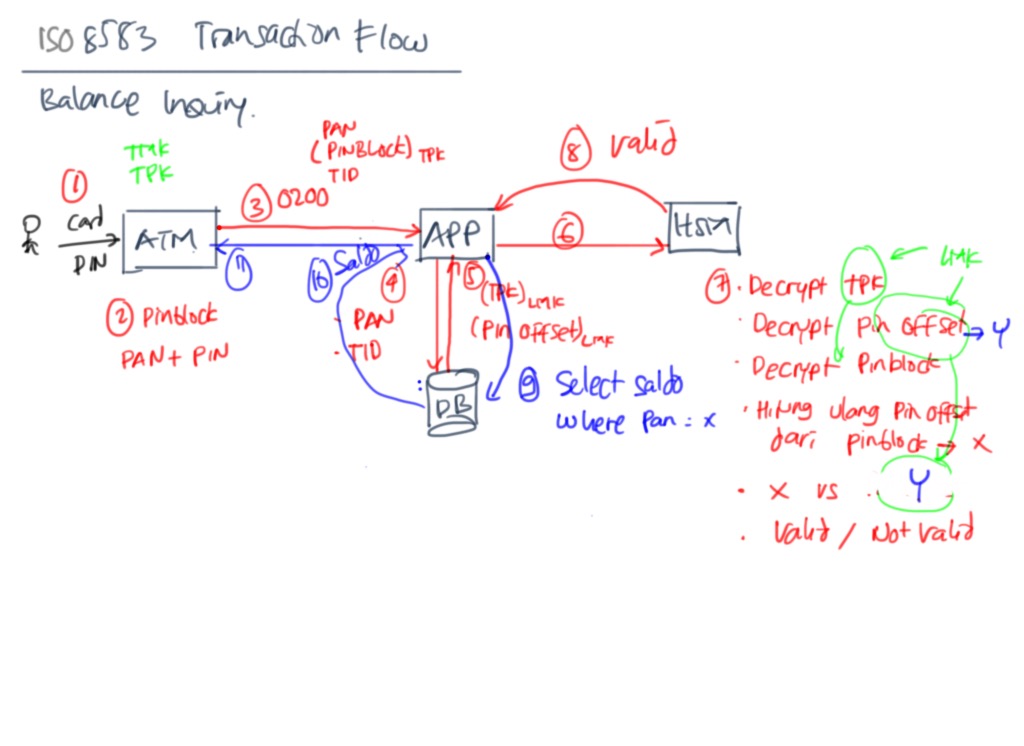 ISO 8583 Transaction Flow
Balance Inquiry.
TMK
TPK
PAN
(PINBLOCK) TPK
TID
⑧ Valid
①
③ 0200
Card
PIN
ATM
APP
⑥
HSM
⑪
⑩ Saldo
④
⑤ (TPK) LMK
(Pin Offset) LMK
· PAN
· TID
② Pinblock
PAN + PIN
DB
⑨ Select saldo
where Pan = x
LMK
⑦ · Decrypt TPK
· Decrypt Pin offset → Y
· Decrypt Pinblock
· Hitung ulang Pin offset
dari pinblock → X
· X vs Y
· Valid / Not Valid